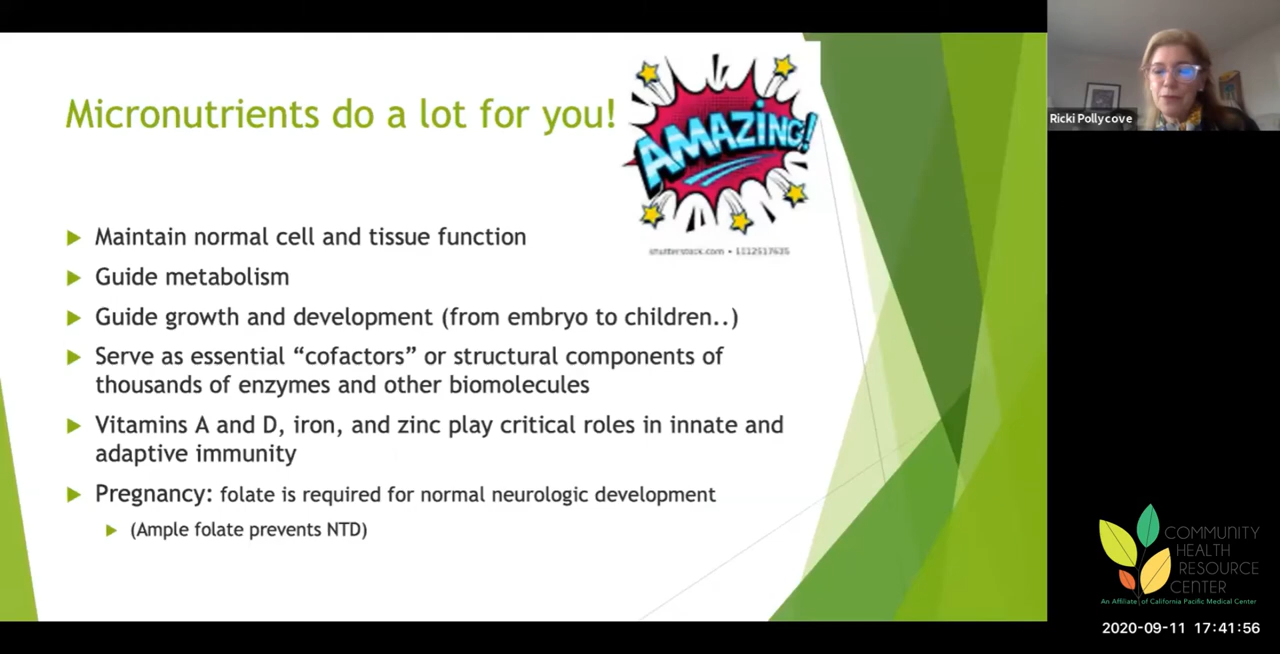 Micronutrients do a lot for you!
AMAZING!
shutterstock.com • 1112517635
Maintain normal cell and tissue function
Guide metabolism
Guide growth and development (from embryo to children..)
Serve as essential “cofactors” or structural components of
thousands of enzymes and other biomolecules
Vitamins A and D, iron, and zinc play critical roles in innate and
adaptive immunity
Pregnancy: folate is required for normal neurologic development
(Ample folate prevents NTD)
Ricki Pollycove
COMMUNITY
HEALTH
RESOURCE
CENTER
An Affiliate of California Pacific Medical Center
2020-09-11 17:41:56